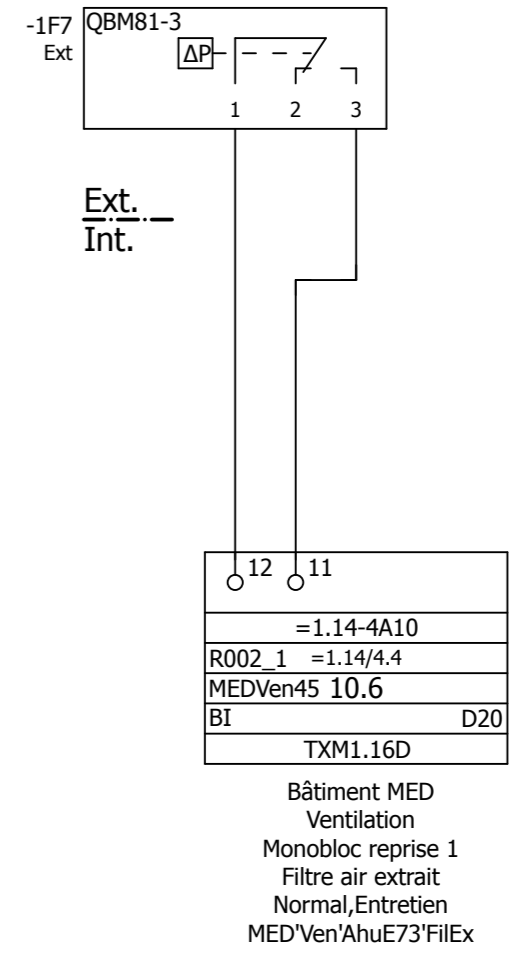 -1F7 QBM81-3
Ext ΔP
1 2 3
Ext.
Int.
12 11
=1.14-4A10
R002_1 =1.14/4.4
MEDVen45 10.6
BI D20
TXM1.16D
Bâtiment MED
Ventilation
Monobloc reprise 1
Filtre air extrait
Normal,Entretien
MED'Ven'AhuE73'FilEx